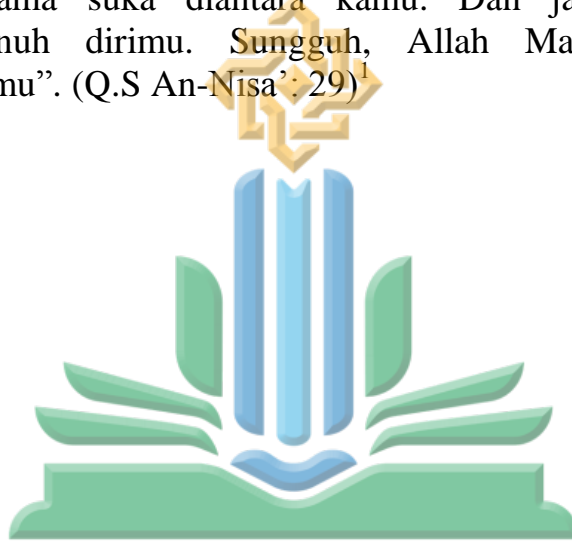 ama suka diantara kamu. Dan ja
nuh dirimu. Sungguh, Allah Ma
mu”. (Q.S An-Nisa’: 29)1